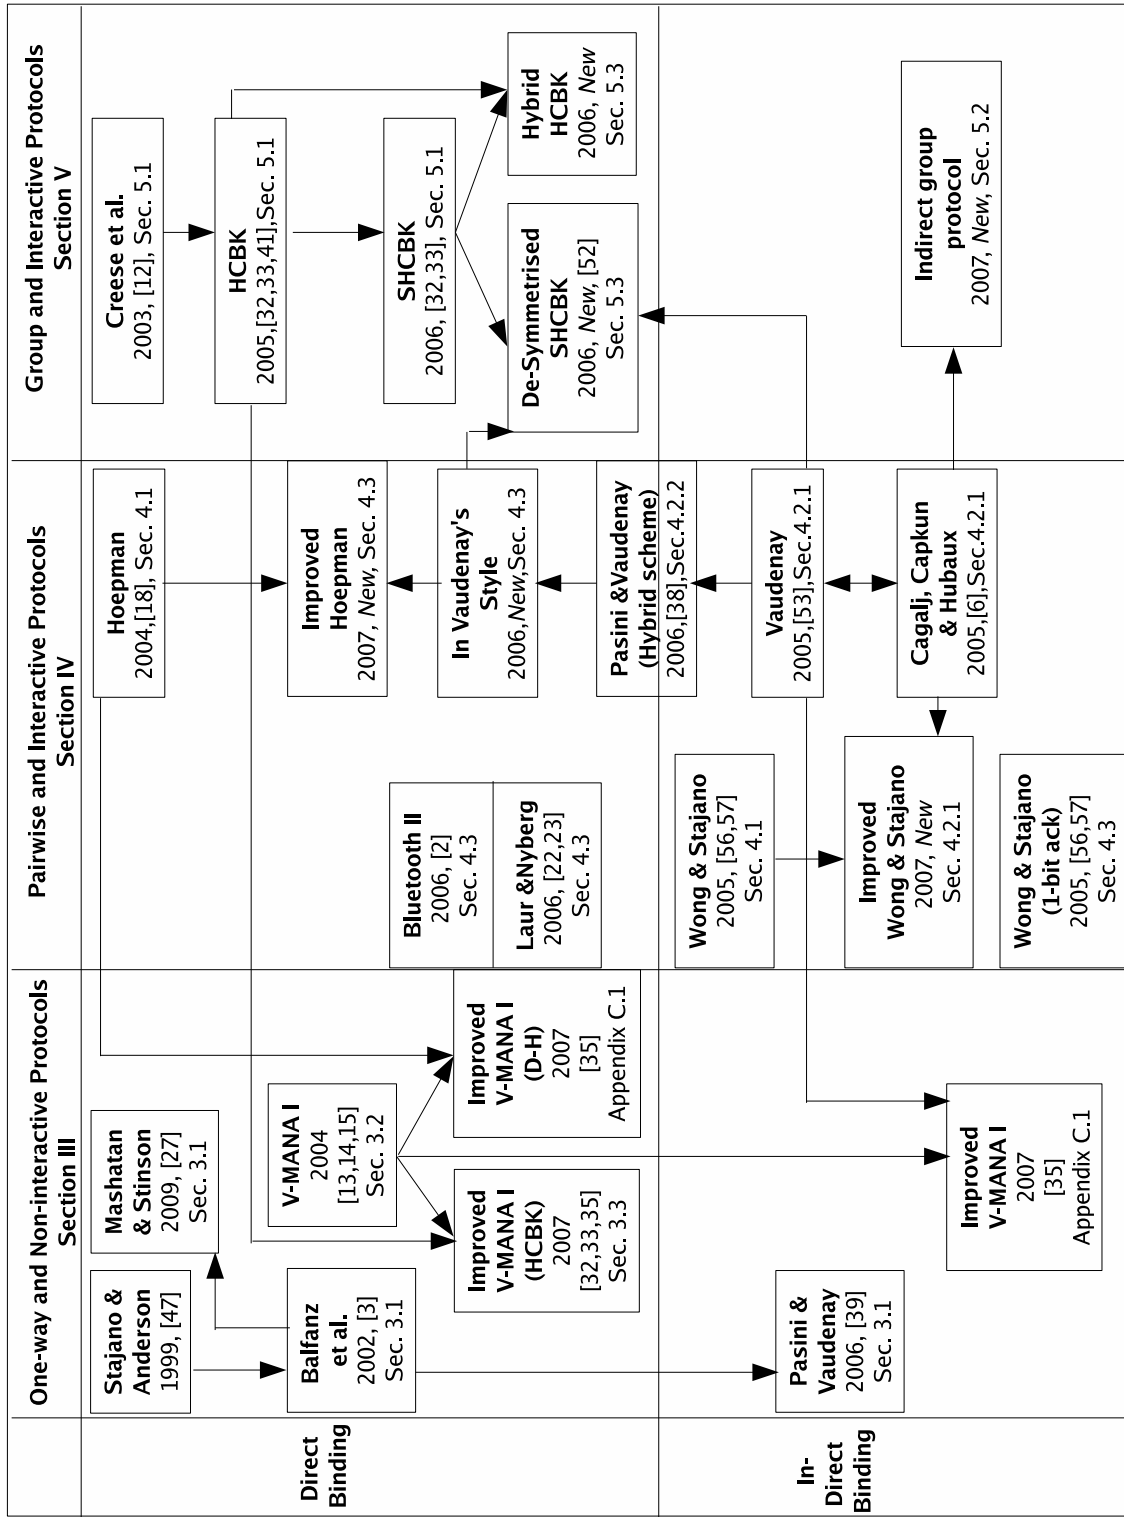 One-way and Non-interactive Protocols
Section III
Pairwise and Interactive Protocols
Section IV
Group and Interactive Protocols
Section V
Direct
Binding
Stajano &
Anderson
1999, [47]
Mashatan
& Stinson
2009, [27]
Sec. 3.1
Balfanz
et al.
2002, [3]
Sec. 3.1
V-MANA I
2004
[13,14,15]
Sec. 3.2
Improved
V-MANA I
(HCBK)
2007
[32,33,35]
Sec. 3.3
Improved
V-MANA I
(D-H)
2007
[35]
Appendix C.1
Hoepman
2004,[18], Sec. 4.1
Improved
Hoepman
2007, New, Sec. 4.3
In Vaudenay's
Style
2006,New,Sec. 4.3
Bluetooth II
2006, [2]
Sec. 4.3
Laur &Nyberg
2006, [22,23]
Sec. 4.3
Pasini &Vaudenay
(Hybrid scheme)
2006,[38],Sec.4.2.2
Creese et al.
2003, [12], Sec. 5.1
HCBK
2005,[32,33,41],Sec. 5.1
SHCBK
2006, [32,33], Sec. 5.1
De-Symmetrised
SHCBK
2006, New, [52]
Sec. 5.3
Hybrid
HCBK
2006, New
Sec. 5.3
In-
Direct
Binding
Pasini &
Vaudenay
2006, [39]
Sec. 3.1
Improved
V-MANA I
2007
[35]
Appendix C.1
Wong & Stajano
2005, [56,57]
Sec. 4.1
Improved
Wong & Stajano
2007, New
Sec. 4.2.1
Wong & Stajano
(1-bit ack)
2005, [56,57]
Sec. 4.3
Vaudenay
2005,[53],Sec.4.2.1
Cagalj, Capkun
& Hubaux
2005,[6],Sec.4.2.1
Indirect group
protocol
2007, New, Sec. 5.2